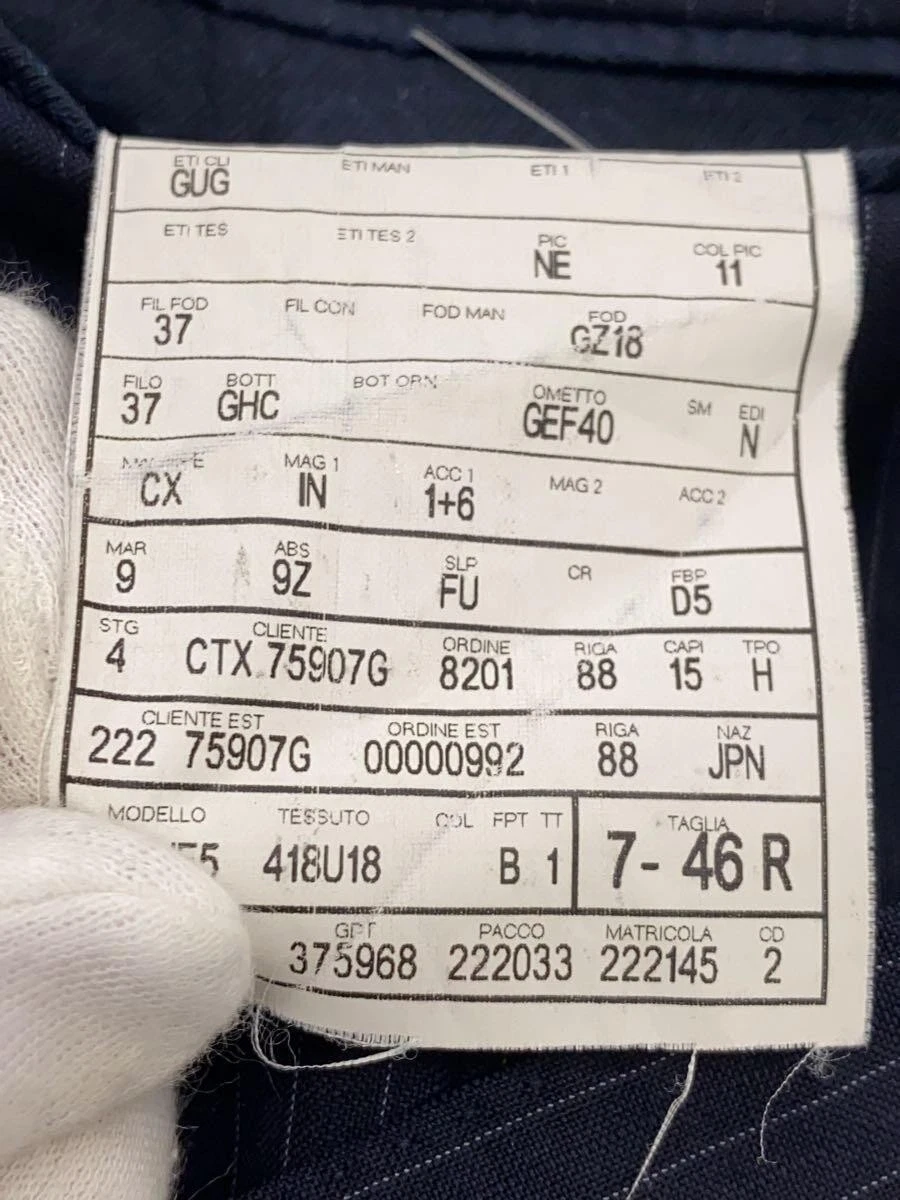 ETI CLI ETI MAN ETI 1 ETI 2
GUG
ETI TES ETI TES 2 PIC COL PIC
NE 11
FIL FOD FIL CON FOD MAN FOD
37 GZ18
FILO BOTT BOT ORN OMETTO SM EDI
37 GHC GEF40 N
MAG 1 ACC 1 MAG 2 ACC 2
CX IN 1+6
MAR ABS SLP CR FBP
9 9Z FU D5
STG CLIENTE ORDINE RIGA CAPI TPO
4 CTX 75907G 8201 88 15 H
CLIENTE EST ORDINE EST RIGA NAZ
222 75907G 00000992 88 JPN
MODELLO TESSUTO COL FPT TT TAGLIA
418U18 B 1 7- 46 R
GPT PACCO MATRICOLA CD
375968 222033 222145 2